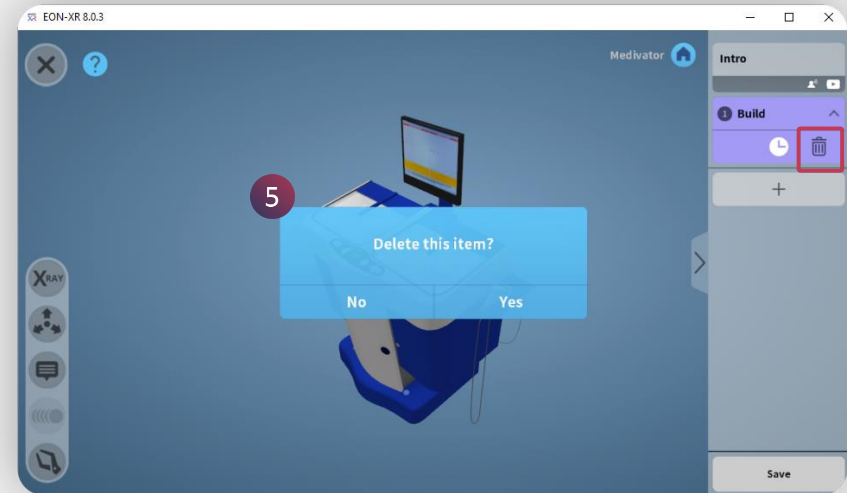 EON-XR 8.0.3
Medivator
Intro
1 Build
5
Delete this item?
No Yes
XRAY
Save